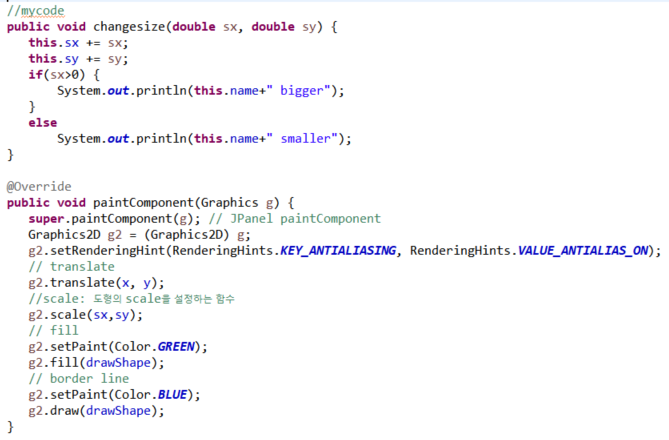 //mycode
public void changesize(double sx, double sy) {
this.sx += sx;
this.sy += sy;
if(sx>0) {
System.out.println(this.name+" bigger");
}
else
System.out.println(this.name+" smaller");
}
@Override
public void paintComponent(Graphics g) {
super.paintComponent(g); // JPanel paintComponent
Graphics2D g2 = (Graphics2D) g;
g2.setRenderingHint(RenderingHints.KEY_ANTIALIASING, RenderingHints.VALUE_ANTIALIAS_ON);
// translate
g2.translate(x, y);
//scale: 도형의 scale를 설정하는 함수
g2.scale(sx,sy);
// fill
g2.setPaint(Color.GREEN);
g2.fill(drawShape);
// border line
g2.setPaint(Color.BLUE);
g2.draw(drawShape);
}